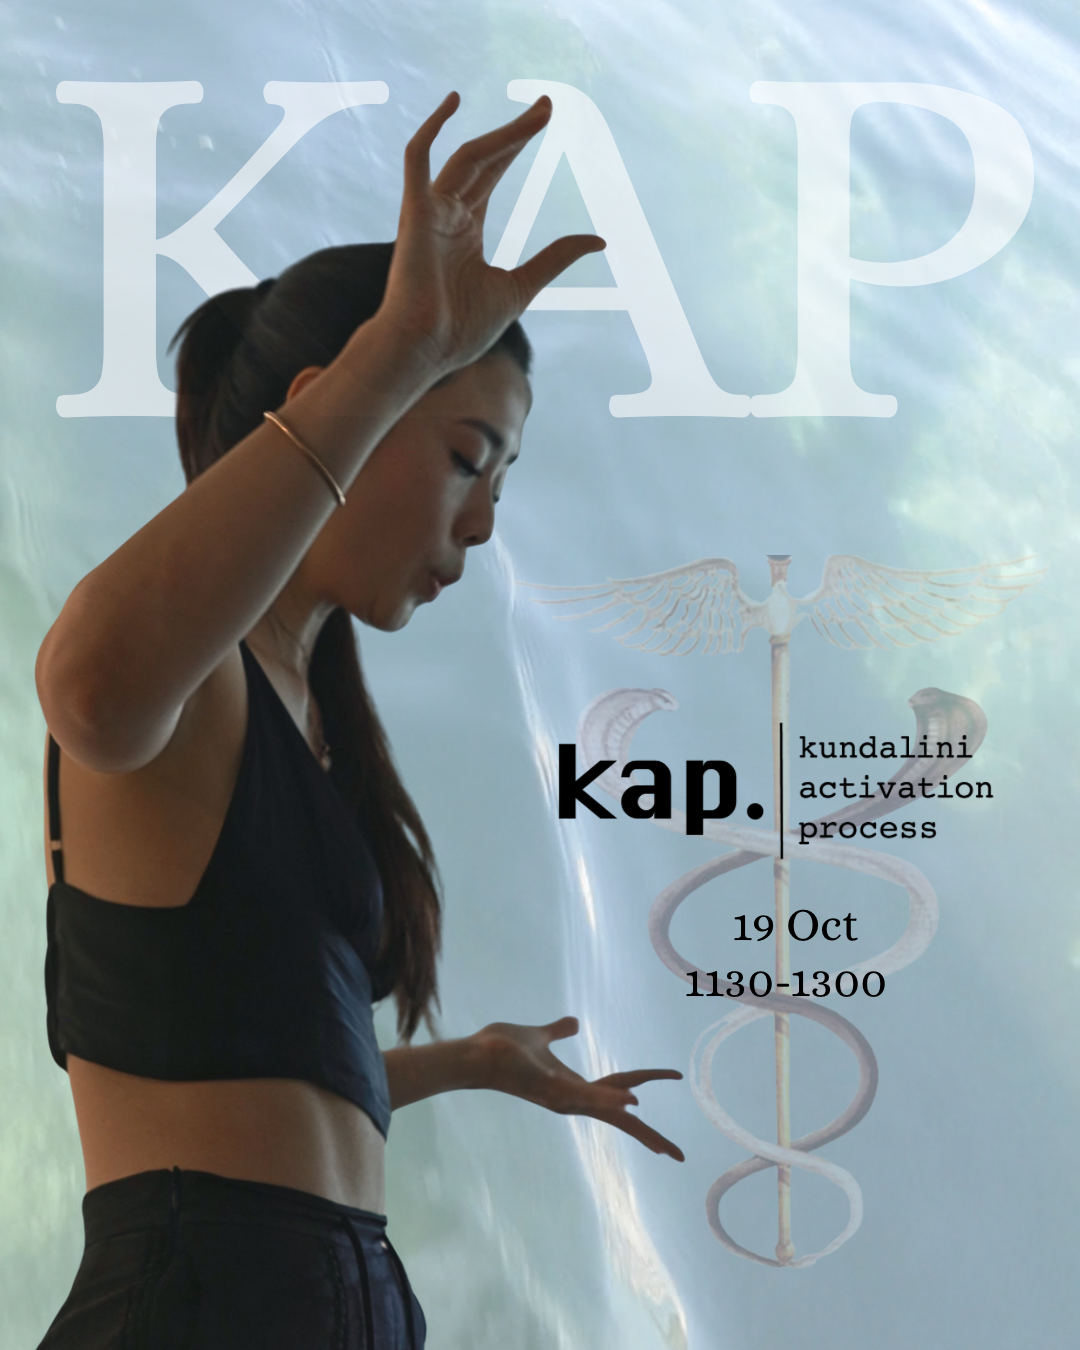 KAP
kap.
kundalini
activation
process
19 Oct
1130-1300